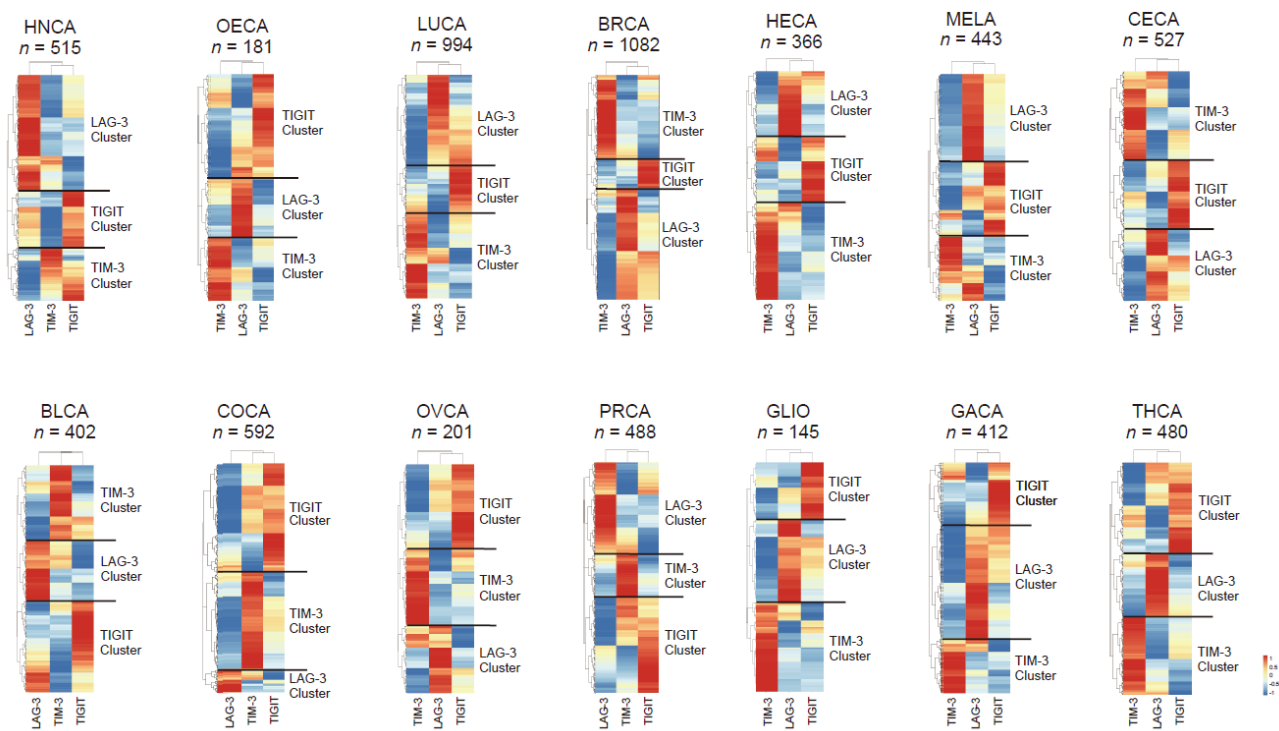 HNCA
n = 515
LAG-3
Cluster
TIGIT
Cluster
TIM-3
Cluster
LAG-3
TIM-3
TIGIT
OECA
n = 181
TIGIT
Cluster
LAG-3
Cluster
TIM-3
Cluster
TIM-3
LAG-3
TIGIT
LUCA
n = 994
LAG-3
Cluster
TIGIT
Cluster
TIM-3
Cluster
TIM-3
LAG-3
TIGIT
BRCA
n = 1082
TIM-3
Cluster
TIGIT
Cluster
LAG-3
Cluster
TIM-3
LAG-3
TIGIT
HECA
n = 366
LAG-3
Cluster
TIGIT
Cluster
TIM-3
Cluster
TIM-3
LAG-3
TIGIT
MELA
n = 443
LAG-3
Cluster
TIGIT
Cluster
TIM-3
Cluster
TIM-3
LAG-3
TIGIT
CECA
n = 527
TIM-3
Cluster
TIGIT
Cluster
LAG-3
Cluster
TIM-3
LAG-3
TIGIT
BLCA
n = 402
TIM-3
Cluster
LAG-3
Cluster
TIGIT
Cluster
LAG-3
TIM-3
TIGIT
COCA
n = 592
TIGIT
Cluster
TIM-3
Cluster
LAG-3
Cluster
LAG-3
TIM-3
TIGIT
OVCA
n = 201
TIGIT
Cluster
TIM-3
Cluster
LAG-3
Cluster
TIM-3
LAG-3
TIGIT
PRCA
n = 488
LAG-3
Cluster
TIM-3
Cluster
TIGIT
Cluster
LAG-3
TIM-3
TIGIT
GLIO
n = 145
TIGIT
Cluster
LAG-3
Cluster
TIM-3
Cluster
TIM-3
LAG-3
TIGIT
GACA
n = 412
TIGIT
Cluster
LAG-3
Cluster
TIM-3
Cluster
TIM-3
LAG-3
TIGIT
THCA
n = 480
TIGIT
Cluster
LAG-3
Cluster
TIM-3
Cluster
TIM-3
LAG-3
TIGIT
1
0.5
0
-0.5
-1